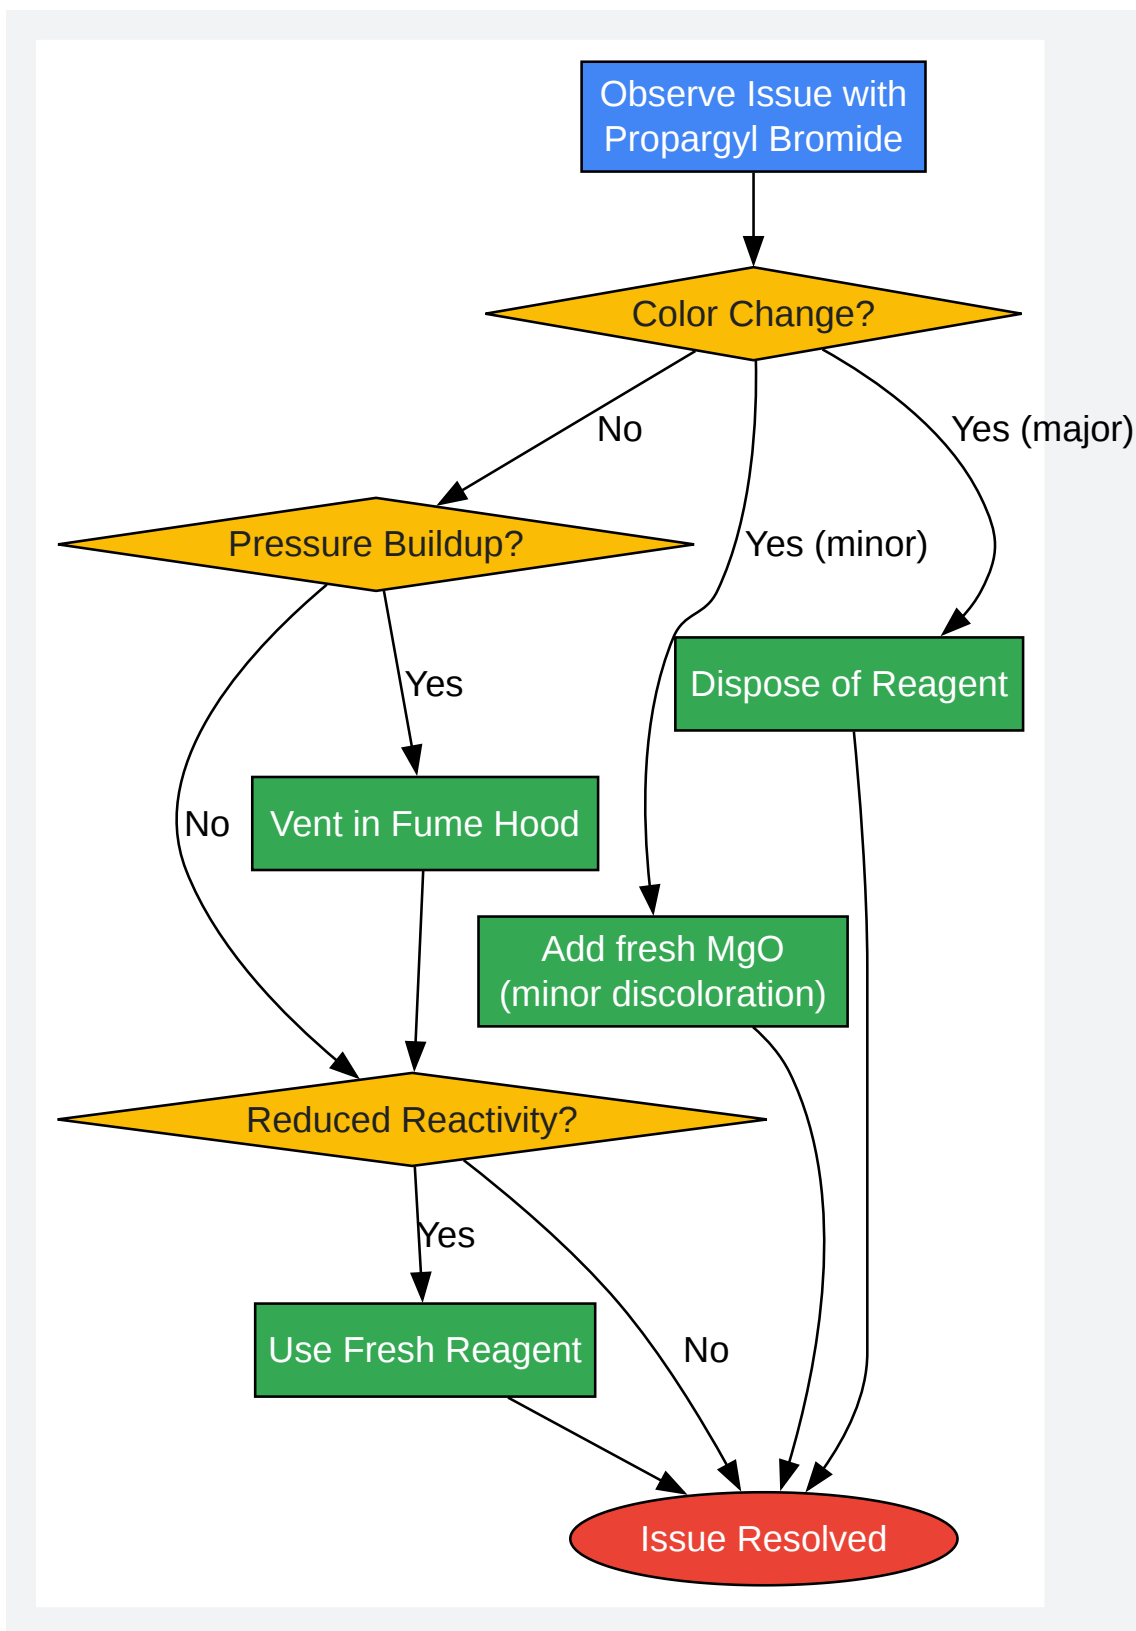 Observe Issue with
Propargyl Bromide
Color Change?
No
Yes (major)
Pressure Buildup?
Yes (minor)
Yes
Dispose of Reagent
No
Vent in Fume Hood
Add fresh MgO
(minor discoloration)
Reduced Reactivity?
Yes
Use Fresh Reagent
No
Issue Resolved